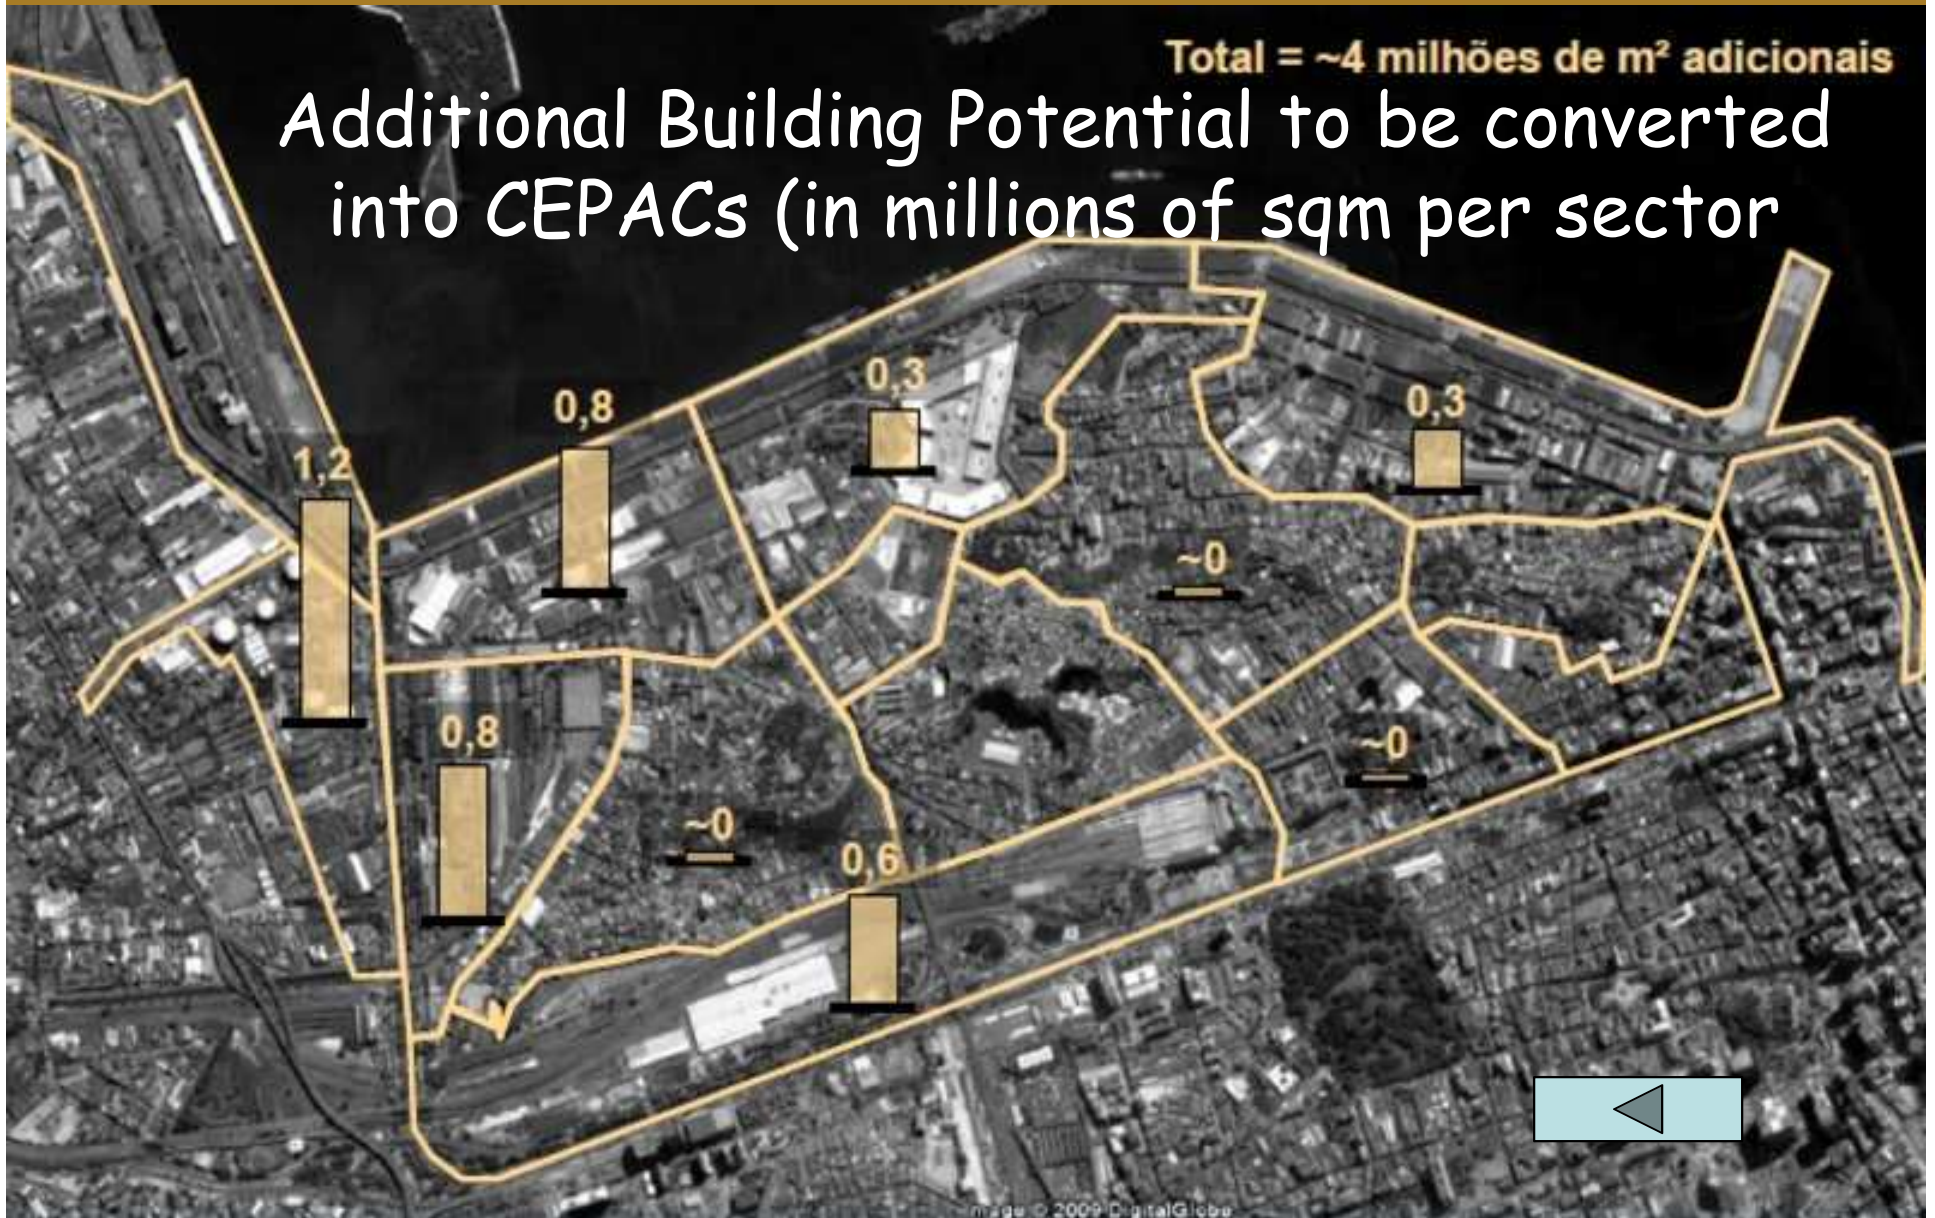 Total = ~4 milhões de m² adicionais
Additional Building Potential to be converted
into CEPACs (in millions of sqm per sector
0,3
0,8
0,3
1,2
~0
0,8
~0
~0
0,6
© 2009 DigitalGlobe